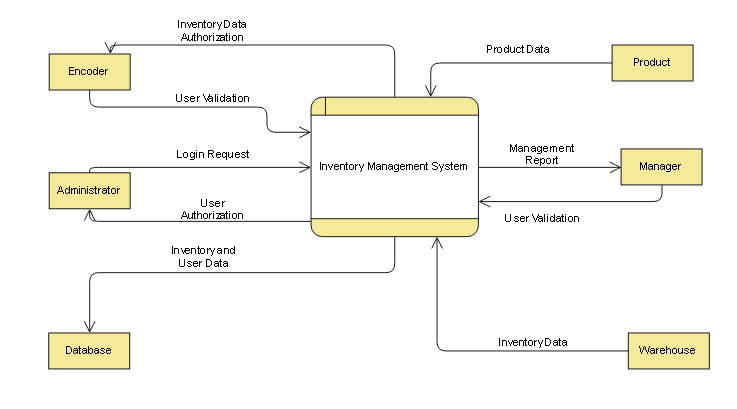 Inventory Data
Authorization
Product Data
Product
Encoder
User Validation
Login Request
Management
Report
Inventory Management System
Manager
Administrator
User
Authorization
User Validation
Inventory and
User Data
Inventory Data
Database
Warehouse